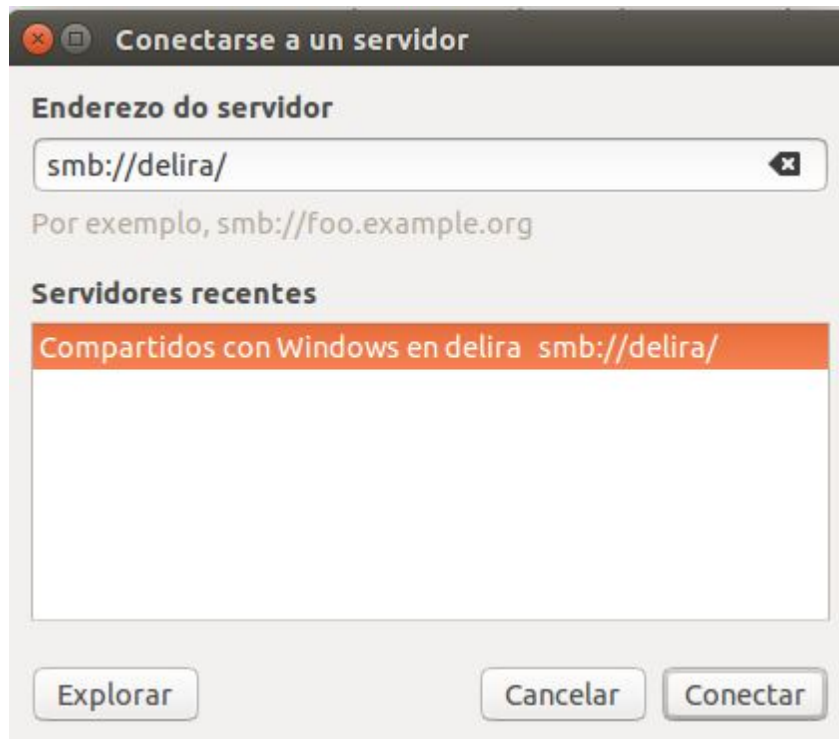 Conectarse a un servidor
Enderezo do servidor
smb://delira/
Por exemplo, smb://foo.example.org
Servidores recentes
Compartidos con Windows en delira smb://delira/
Explorar Cancelar Conectar